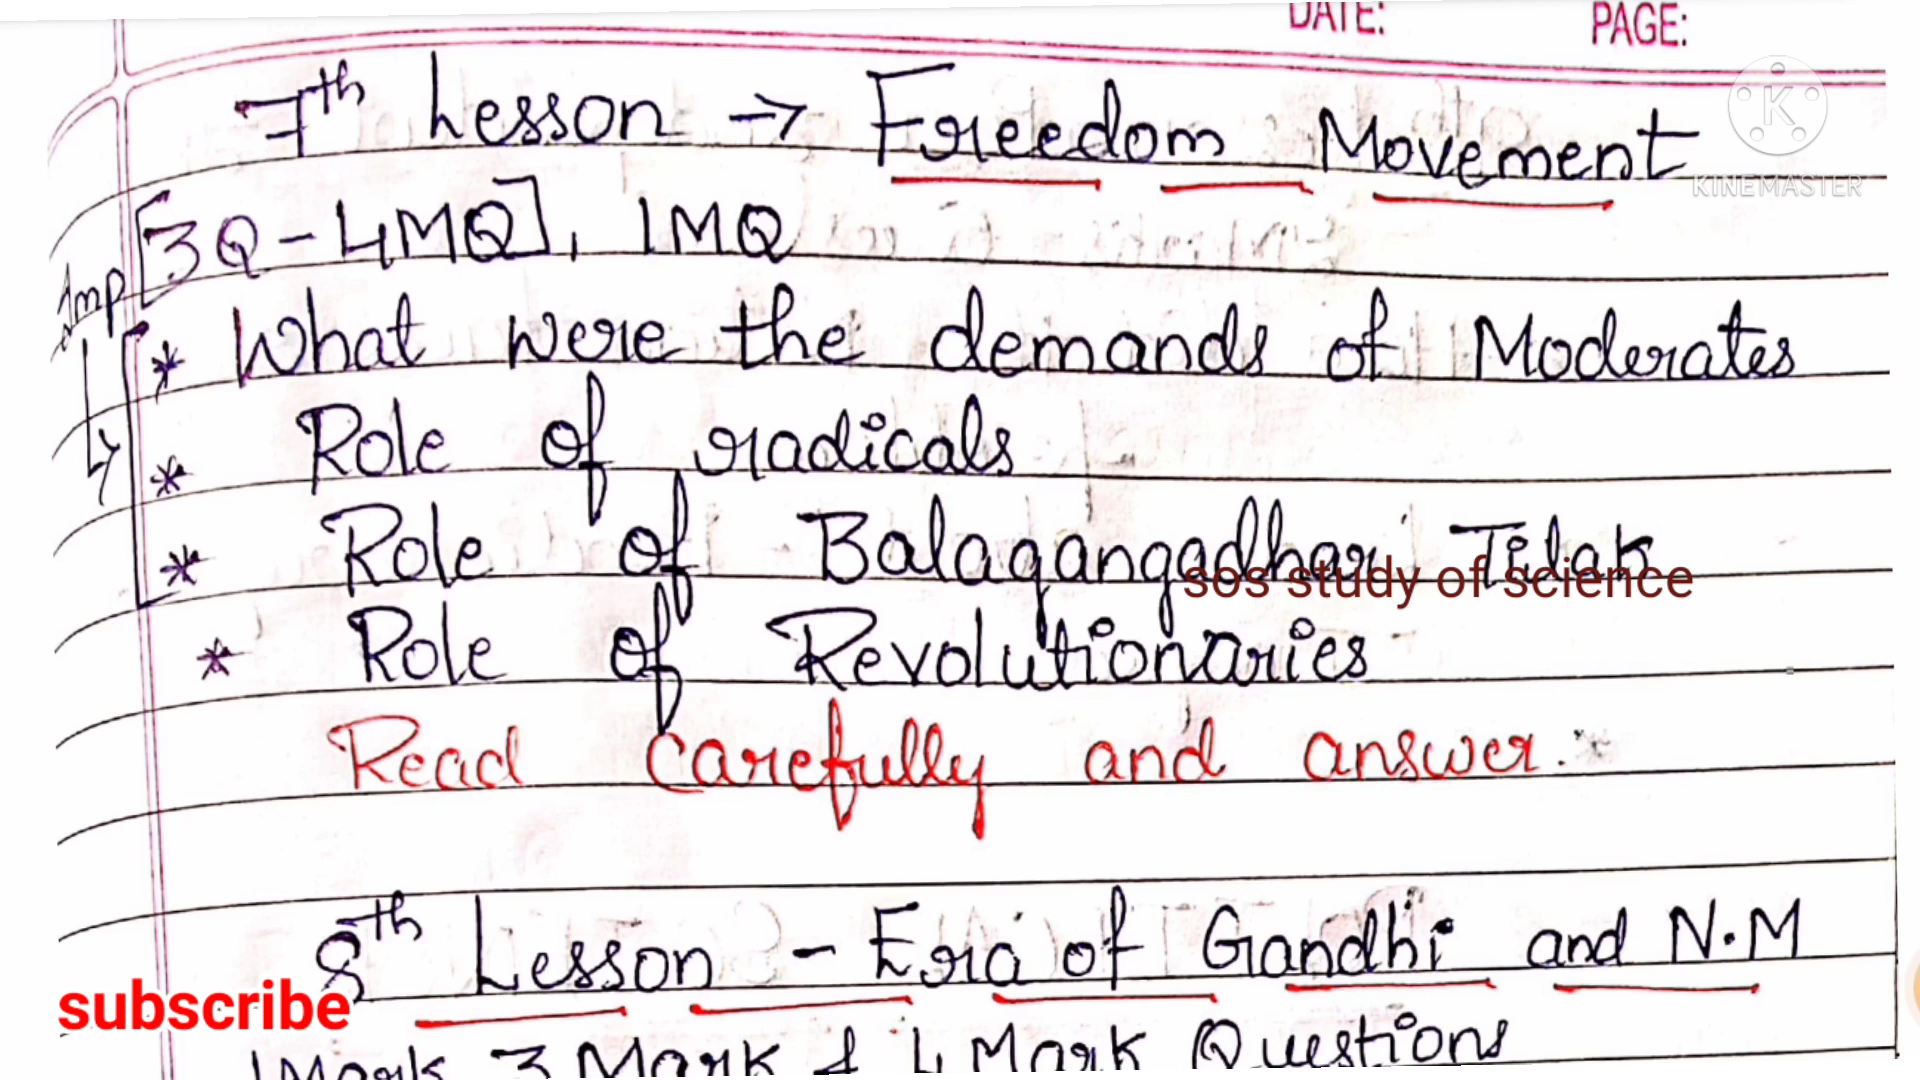 DATE: PAGE:
7th Lesson → Freedom Movement
KINEMASTER
[3Q - 4MQ], 1MQ
Imp
* What were the demands of Moderates
* Role of radicals
* Role of Balagangadhar Tilak
sos study of science
* Role of Revolutionaries
Read carefully and answer.
8th Lesson - Era of Gandhi and N.M
subscribe
1Mark 3 Mark & 4 Mark Questions